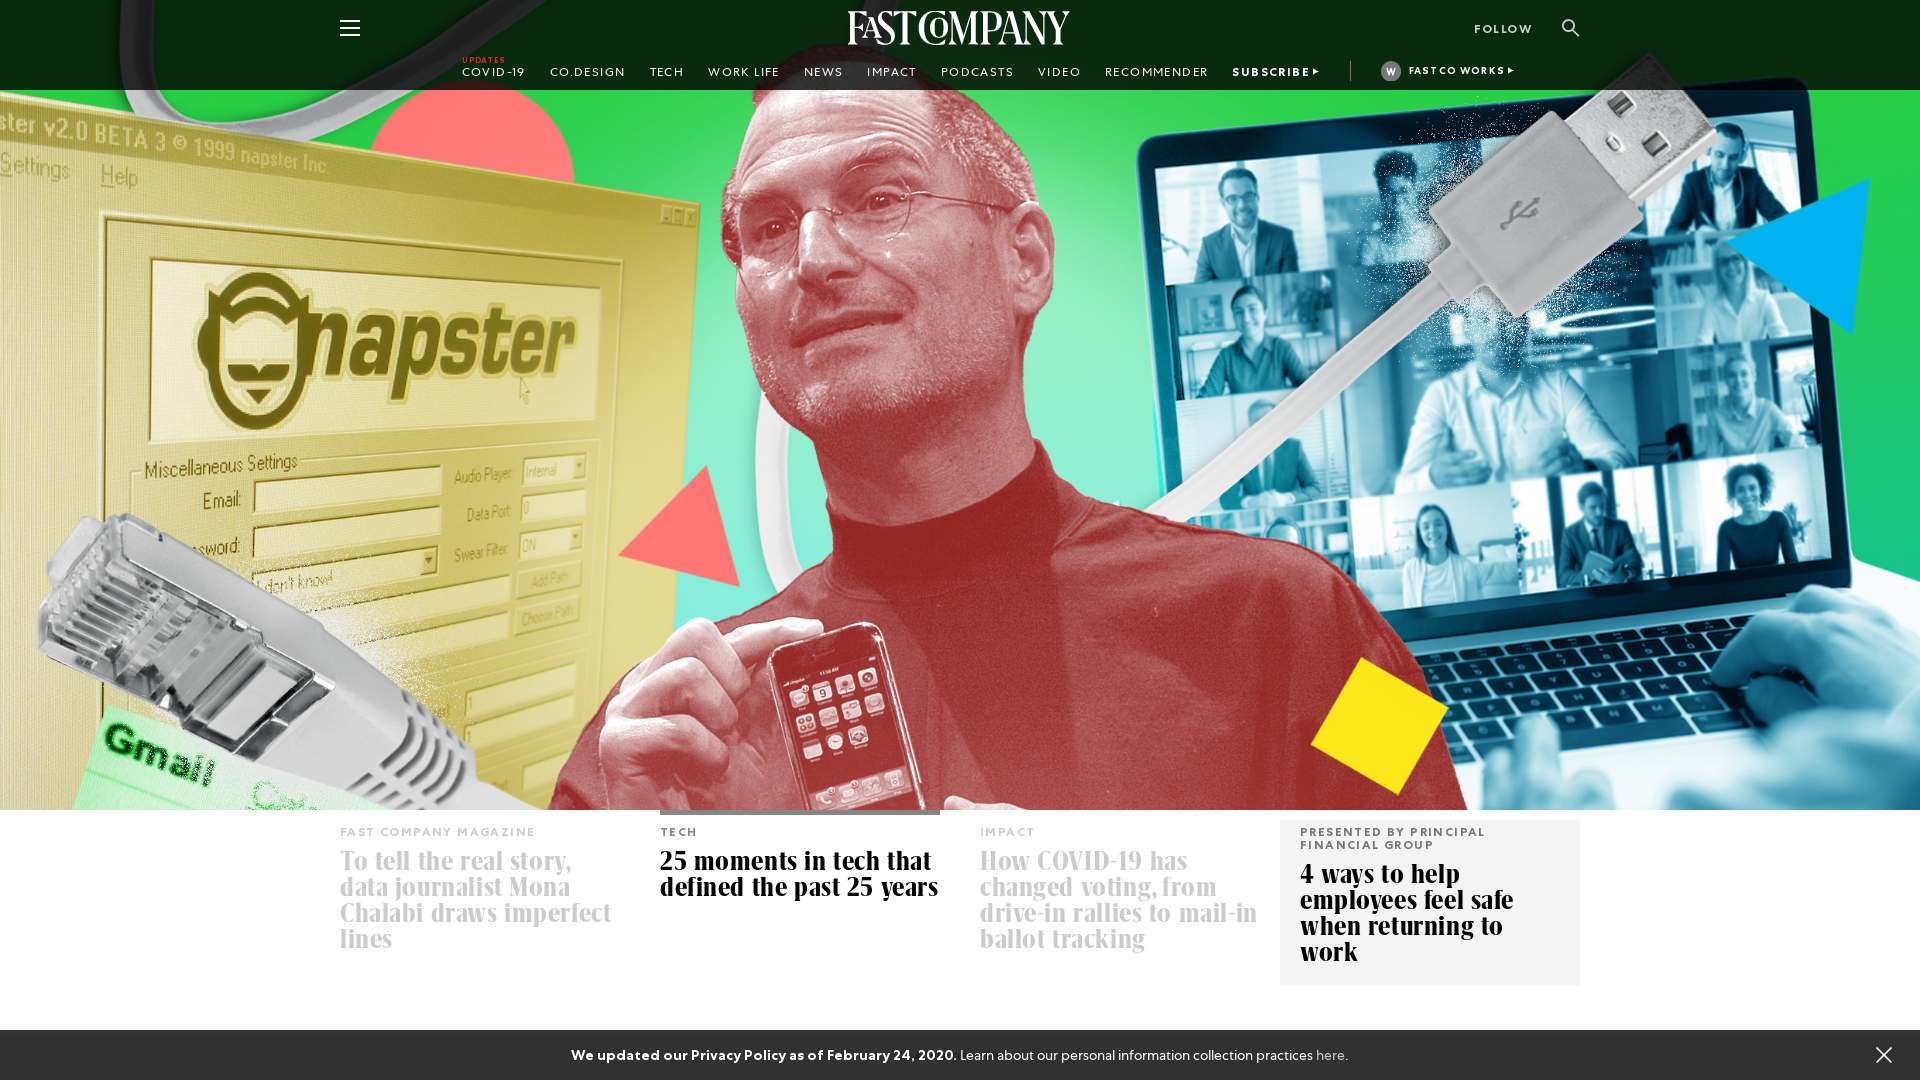 FAST COMPANY
FOLLOW
UPDATES
COVID-19
CO.DESIGN
TECH
WORK LIFE
NEWS
IMPACT
PODCASTS
VIDEO
RECOMMENDER
SUBSCRIBE
W
FASTCO WORKS
ster v2.0 BETA 3 © 1999 napster Inc.
Settings
Help
napster
Miscellaneous Settings
Email:
Audio Player:
Internal
Data Port:
0
ssword:
Swear Filter:
ON
I don't know!
Add Path
Choose Path
1
1
Gmail
FAST COMPANY MAGAZINE
To tell the real story,
data journalist Mona
Chalabi draws imperfect
lines
TECH
25 moments in tech that
defined the past 25 years
IMPACT
How COVID-19 has
changed voting, from
drive-in rallies to mail-in
ballot tracking
PRESENTED BY PRINCIPAL
FINANCIAL GROUP
4 ways to help
employees feel safe
when returning to
work
We updated our Privacy Policy as of February 24, 2020. Learn about our personal information collection practices here.